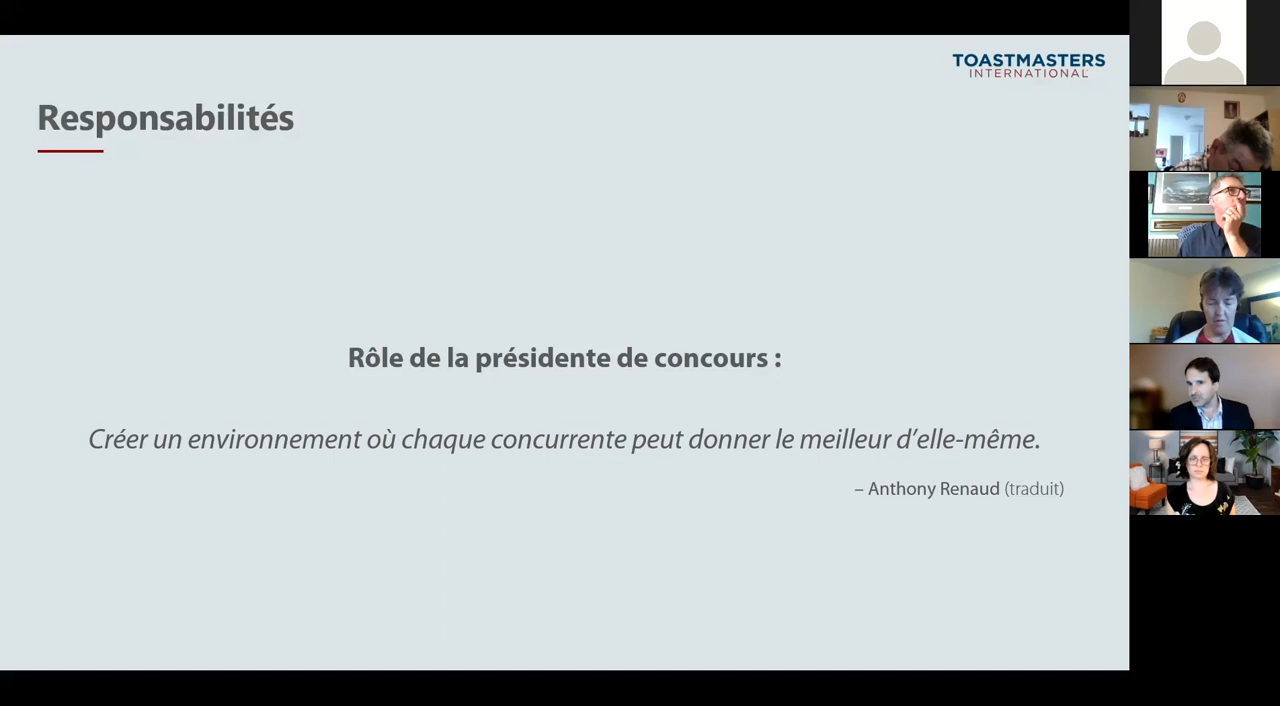 TOASTMASTERS
INTERNATIONAL
Responsabilités
Rôle de la présidente de concours :
Créer un environnement où chaque concurrente peut donner le meilleur d’elle-même.
– Anthony Renaud (traduit)